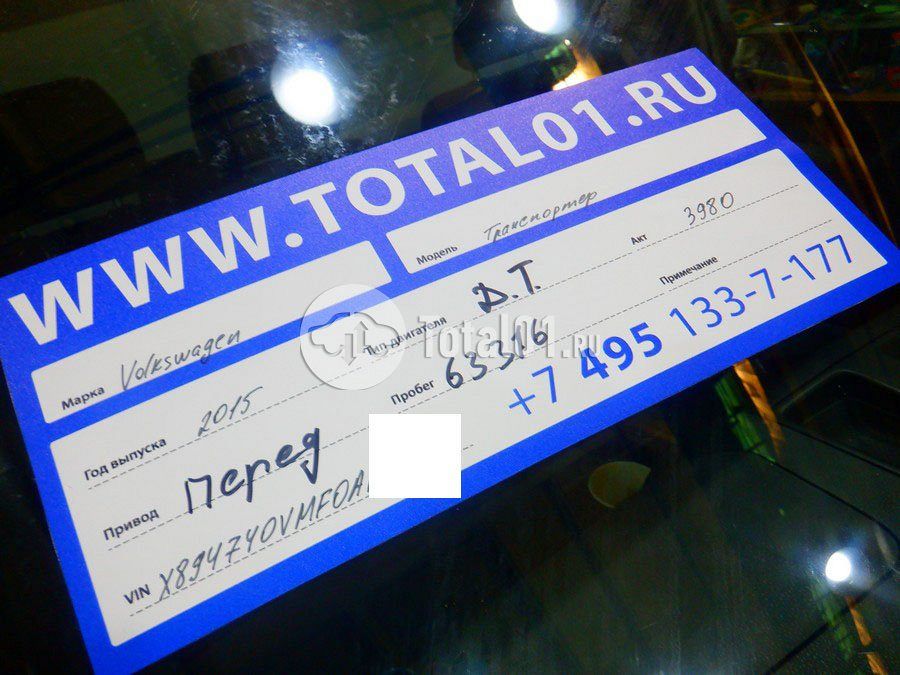 WWW.TOTAL01.RU
Марка Volkswagen
Модель Транспортер
Год выпуска 2015
Тип двигателя Д.Т.
Акт 3980
Привод Перед
Пробег 63316
Примечание
VIN X894740VMF0A
+7 495 133-7-177
Total01.ru